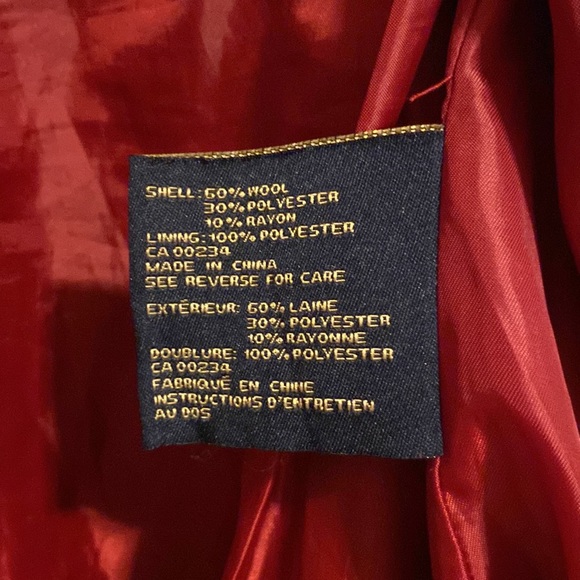 SHELL: 60% WOOL
30% POLYESTER
10% RAYON
LINING: 100% POLYESTER
CA 00234
MADE IN CHINA
SEE REVERSE FOR CARE
EXTÉRIEUR: 60% LAINE
30% POLYESTER
10% RAYONNE
DOUBLURE: 100% POLYESTER
CA 00234
FABRIQUÉ EN CHINE
INSTRUCTIONS D'ENTRETIEN
AU DOS